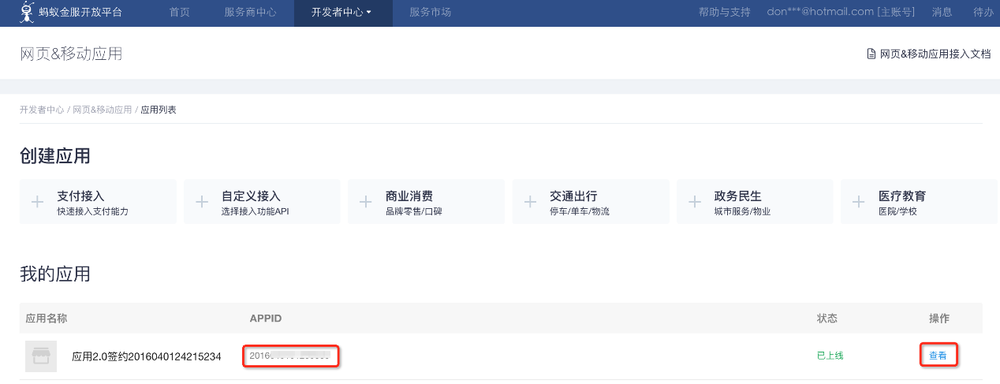 蚂蚁金服开放平台 首页 服务商中心 开发者中心 服务市场 帮助与支持 don***@hotmail.com [主账号] 消息 待办
网页&移动应用 网页&移动应用接入文档
开发者中心 / 网页&移动应用 / 应用列表
创建应用
支付接入 自定义接入 商业消费 交通出行 政务民生 医疗教育
快速接入支付能力 选择接入功能API 品牌零售/口碑 停车/单车/物流 城市服务/物业 医院/学校
我的应用
应用名称 APPID 状态 操作
应用2.0签约2016040124215234 已上线 查看